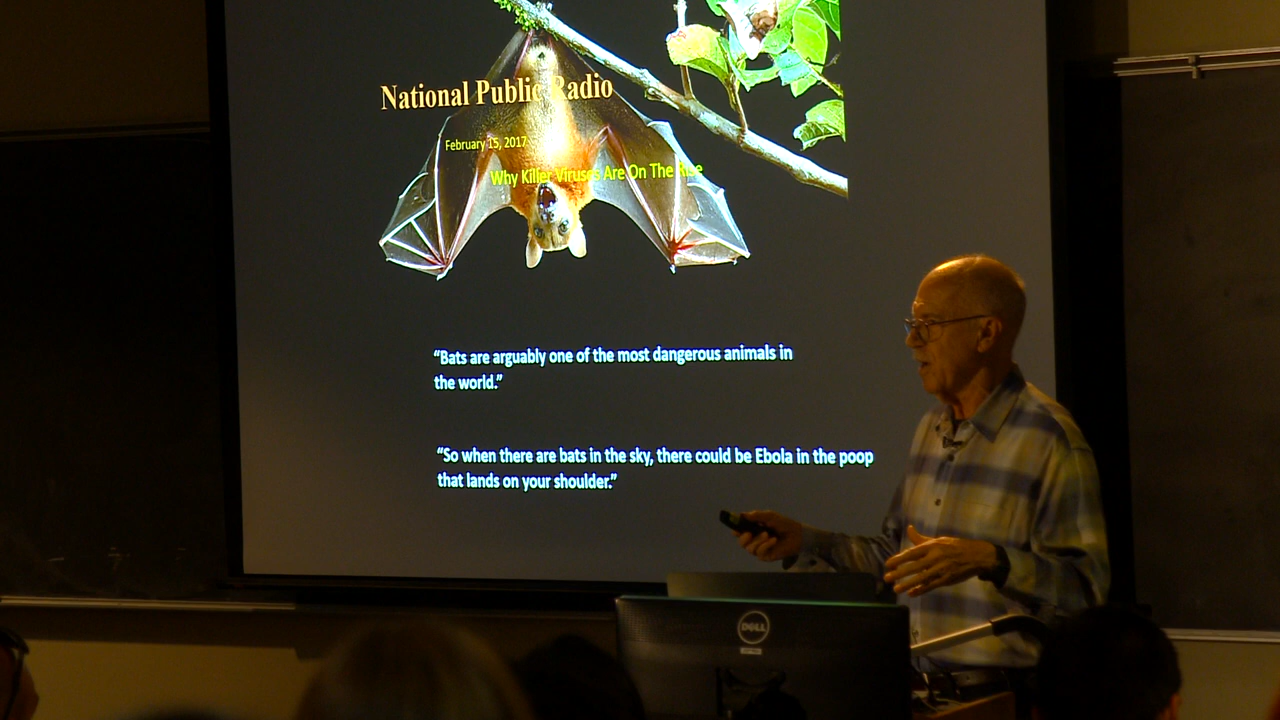 National Public Radio
February 15, 2017
Why Killer Viruses Are On The Rise
“Bats are arguably one of the most dangerous animals in
the world.”
“So when there are bats in the sky, there could be Ebola in the poop
that lands on your shoulder.”
DELL